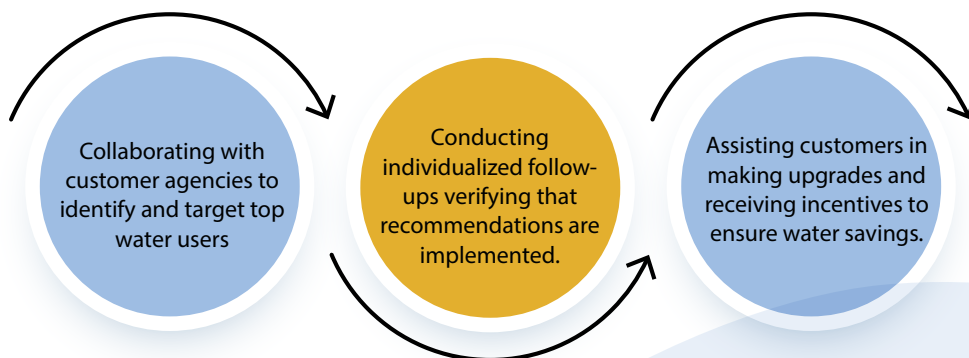 Collaborating with
customer agencies to
identify and target top
water users
Conducting
individualized follow-
ups verifying that
recommendations are
implemented.
Assisting customers in
making upgrades and
receiving incentives to
ensure water savings.